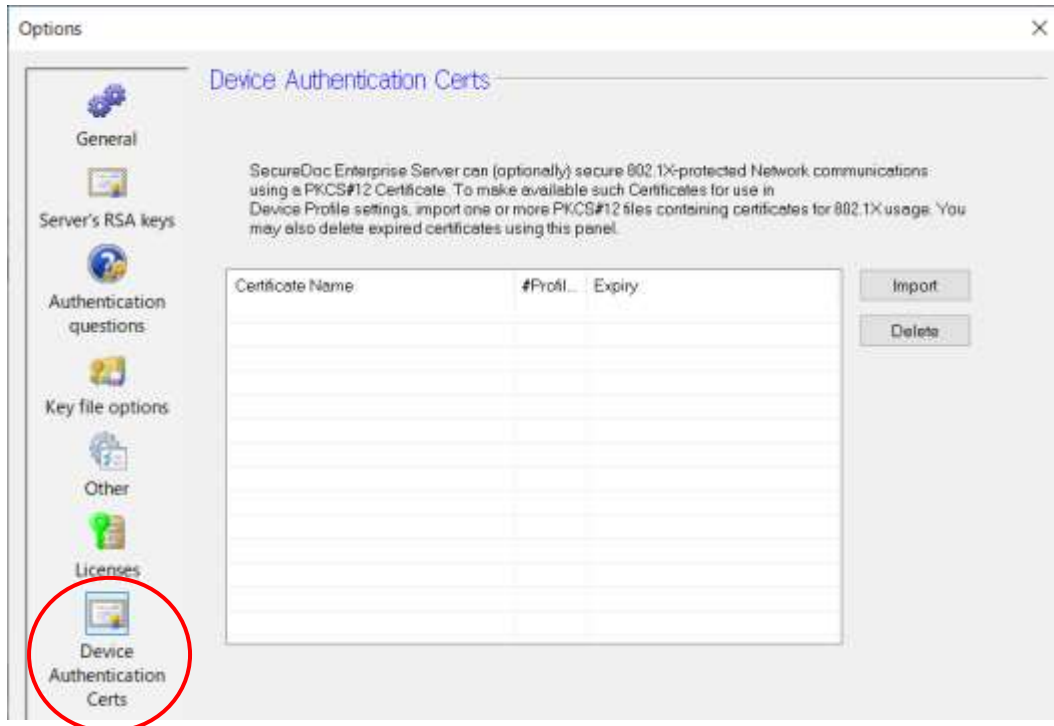 Options
General
Server's RSA keys
Authentication
questions
Key file options
Other
Licenses
Device
Authentication
Certs
Device Authentication Certs
SecureDoc Enterprise Server can (optionally) secure 802.1X-protected Network communications
using a PKCS#12 Certificate. To make available such Certificates for use in
Device Profile settings, import one or more PKCS#12 files containing certificates for 802.1X usage. You
may also delete expired certificates using this panel.
Certificate Name #Profil... Expiry
Import
Delete